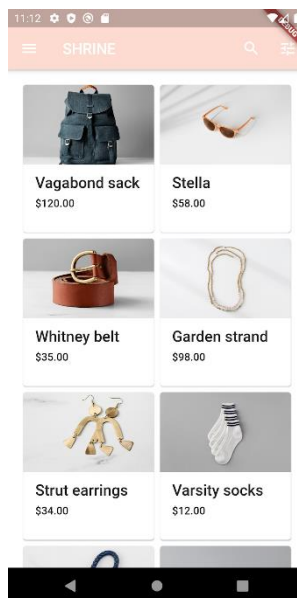 11:12
DEBUG
SHRINE
Vagabond sack
$120.00
Stella
$58.00
Whitney belt
$35.00
Garden strand
$98.00
Strut earrings
$34.00
Varsity socks
$12.00